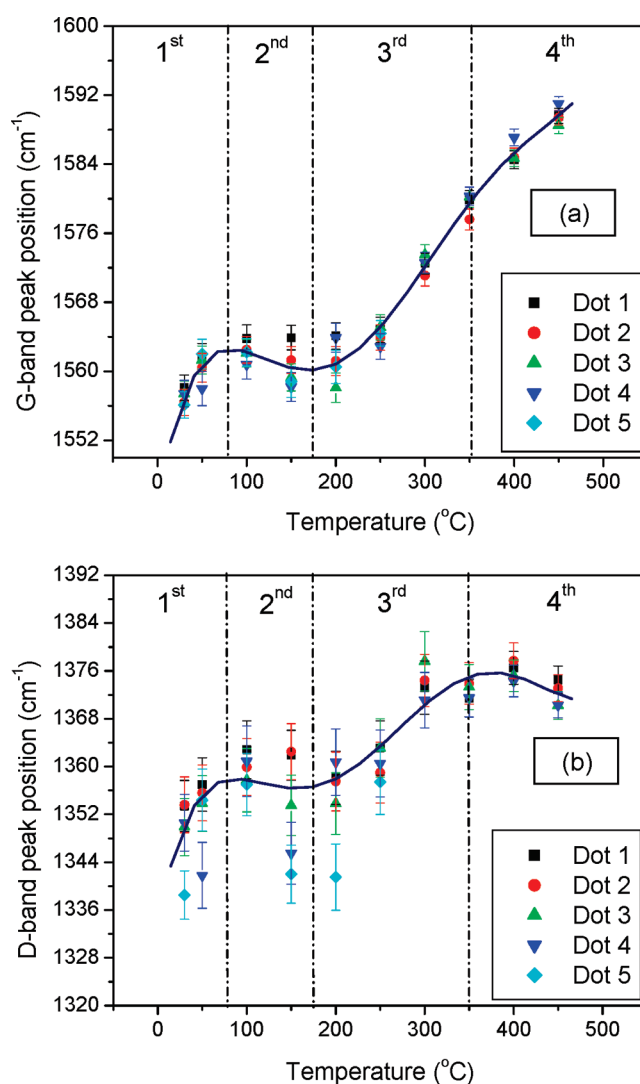 1600
1592
1584
1576
1568
1560
1552
G-band peak position (cm⁻¹)
1st 2nd 3rd 4th
(a)
Dot 1
Dot 2
Dot 3
Dot 4
Dot 5
0 100 200 300 400 500
Temperature (°C)
1392
1384
1376
1368
1360
1352
1344
1336
1328
1320
D-band peak position (cm⁻¹)
1st 2nd 3rd 4th
(b)
Dot 1
Dot 2
Dot 3
Dot 4
Dot 5
0 100 200 300 400 500
Temperature (°C)